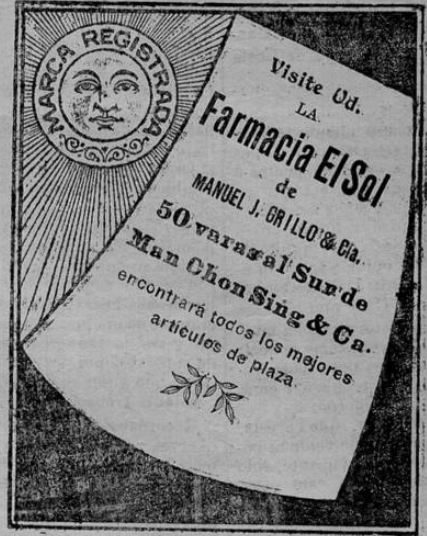 MARCA REGISTRADA
Visite Ud.
LA
Farmacia El Sol
de
MANUEL J. GRILLO & Cía.
50 varas al Sur de
Man Chon Sing & Ca.
encontrará todos los mejores
artículos de plaza.